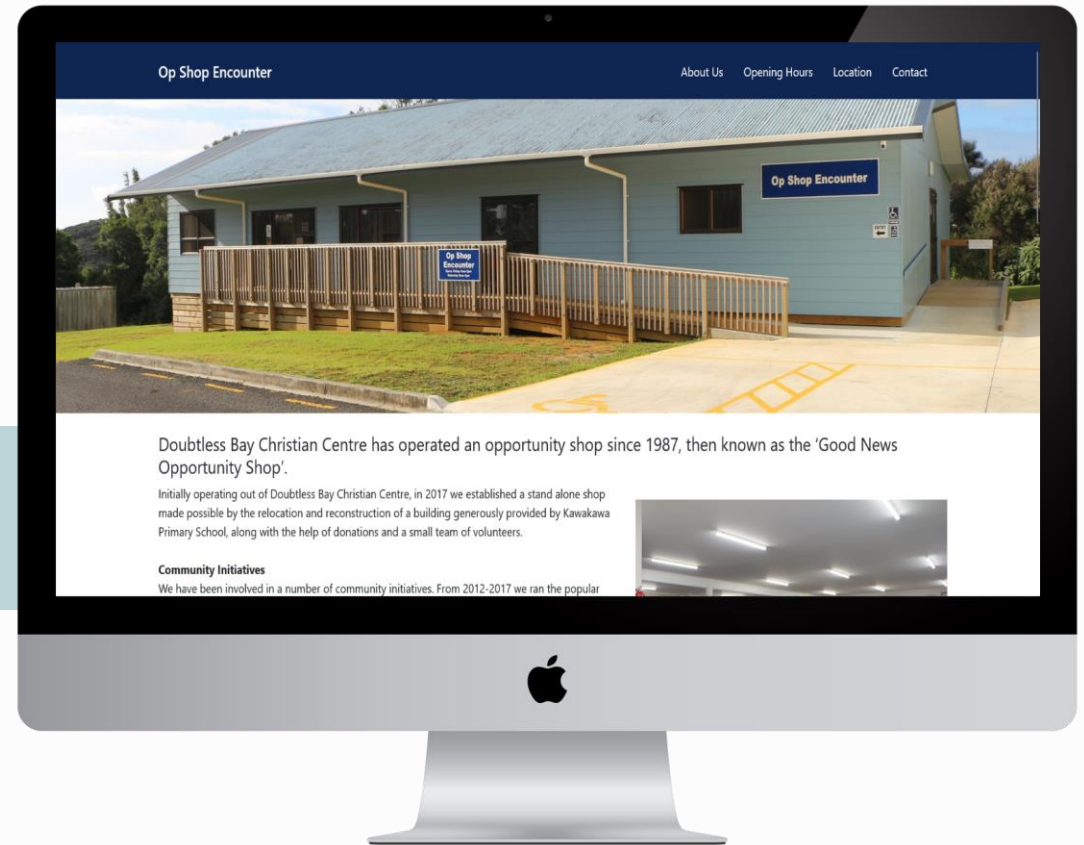 Op Shop Encounter
About Us Opening Hours Location Contact
Op Shop Encounter
Op Shop
Encounter
Doubtless Bay Christian Centre has operated an opportunity shop since 1987, then known as the ‘Good News
Opportunity Shop’.
Initially operating out of Doubtless Bay Christian Centre, in 2017 we established a stand alone shop
made possible by the relocation and reconstruction of a building generously provided by Kawakawa
Primary School, along with the help of donations and a small team of volunteers.
Community Initiatives
We have been involved in a number of community initiatives. From 2012-2017 we ran the popular